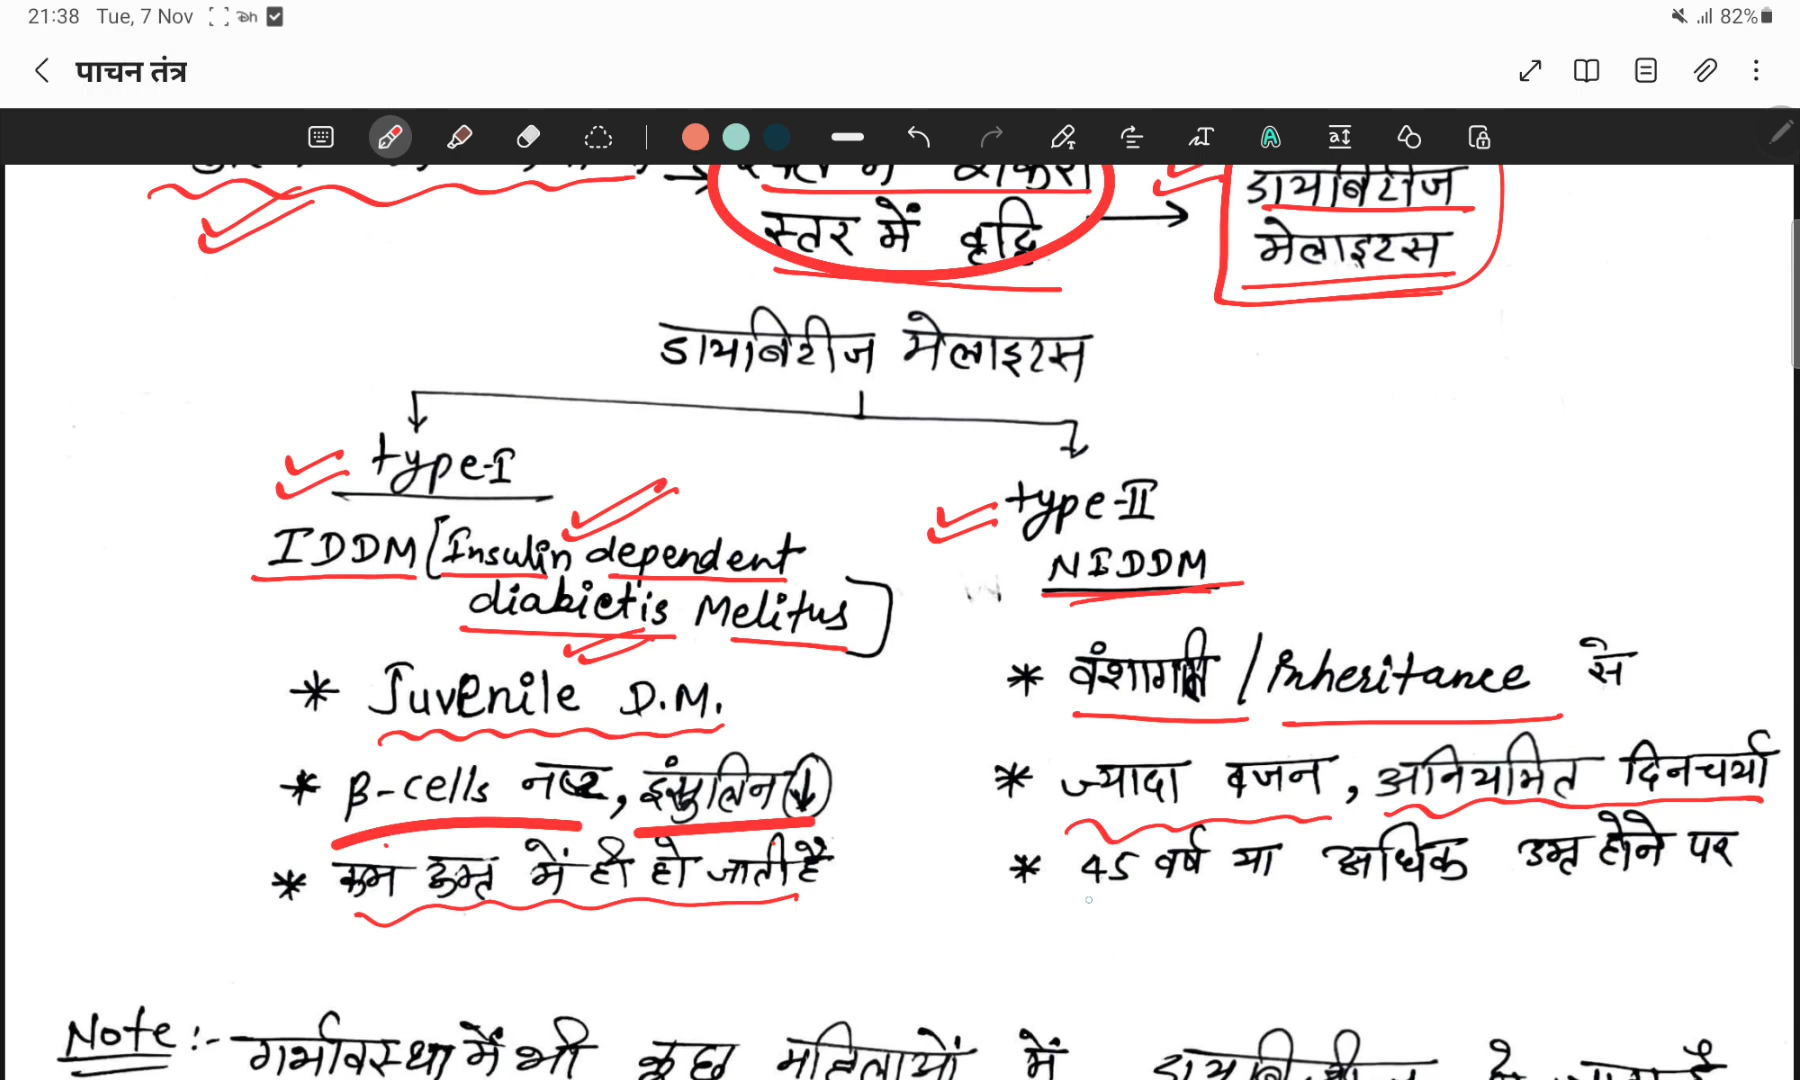 21:38 Tue, 7 Nov
82%
पाचन तंत्र
स्तर में वृद्धि
डायबिटीज
मेलाइटस
डायबिटीज मेलाइटस
type-I
type-II
IDDM [Insulin dependent
diabietis Melitus]
NIDDM
* Juvenile D.M.
* वंशागति / Inheritance से
* β-cells नष्ट, इंसुलिन (↓)
* ज्यादा वजन, अनियमित दिनचर्या
* कम उम्र में ही हो जाती है
* 45 वर्ष या अधिक उम्र होने पर
Note :- गर्भावस्था में भी कुछ महिलाओं में